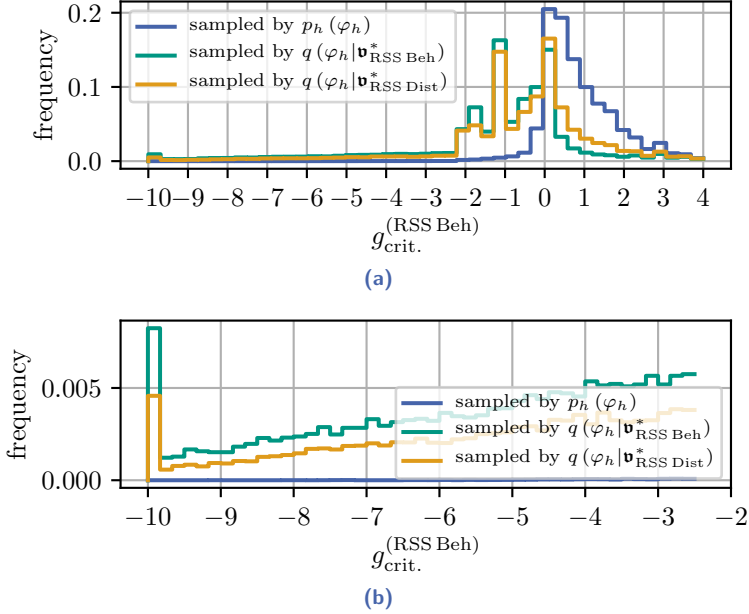 0.2
0.1
0.0
frequency
sampled by p_h (φ_h)
sampled by q (φ_h|𝖛*_RSS Beh)
sampled by q (φ_h|𝖛*_RSS Dist)
−10 −9 −8 −7 −6 −5 −4 −3 −2 −1 0 1 2 3 4
g_crit.^(RSS Beh)
(a)
0.005
0.000
frequency
sampled by p_h (φ_h)
sampled by q (φ_h|𝖛*_RSS Beh)
sampled by q (φ_h|𝖛*_RSS Dist)
−10 −9 −8 −7 −6 −5 −4 −3 −2
g_crit.^(RSS Beh)
(b)